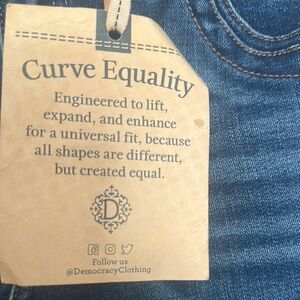 Curve Equality
Engineered to lift,
expand, and enhance
for a universal fit, because
all shapes are different,
but created equal.
D
Follow us
@DemocracyClothing